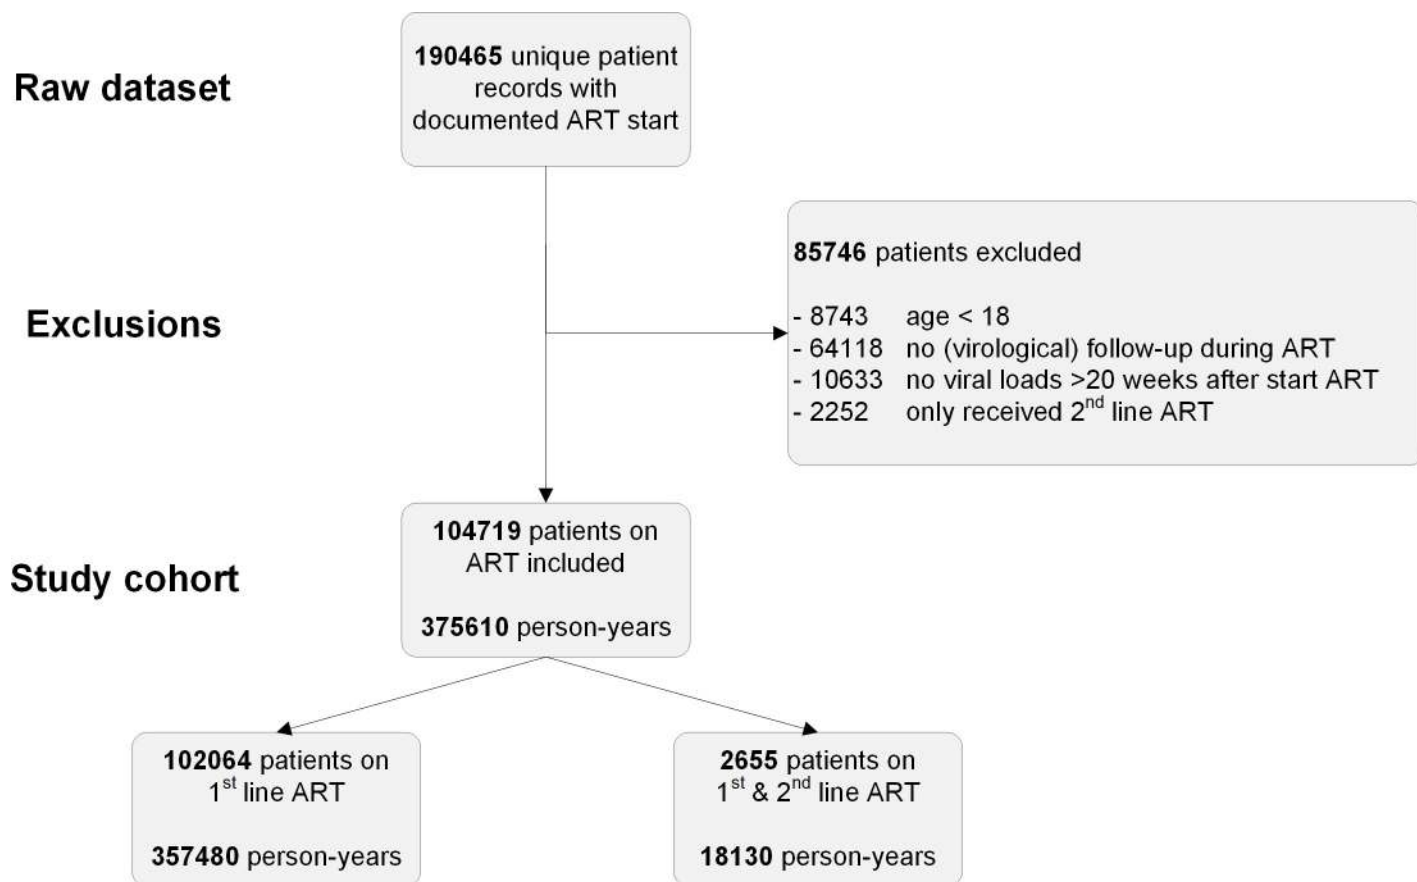 Raw dataset
190465 unique patient
records with
documented ART start
Exclusions
85746 patients excluded
- 8743 age < 18
- 64118 no (virological) follow-up during ART
- 10633 no viral loads >20 weeks after start ART
- 2252 only received 2nd line ART
Study cohort
104719 patients on
ART included
375610 person-years
102064 patients on
1st line ART
357480 person-years
2655 patients on
1st & 2nd line ART
18130 person-years